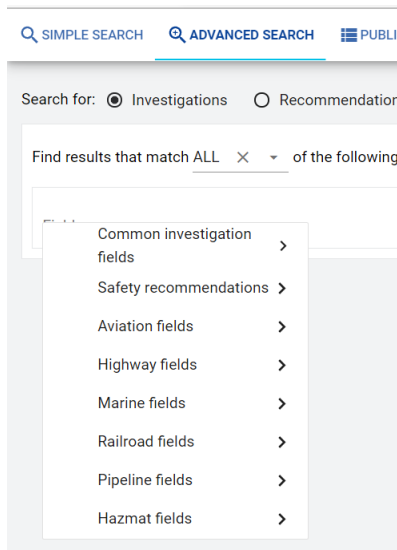 SIMPLE SEARCH ADVANCED SEARCH
Search for: Investigations
Find results that match ALL of the following
Common investigation
fields
Safety recommendations
Aviation fields
Highway fields
Marine fields
Railroad fields
Pipeline fields
Hazmat fields